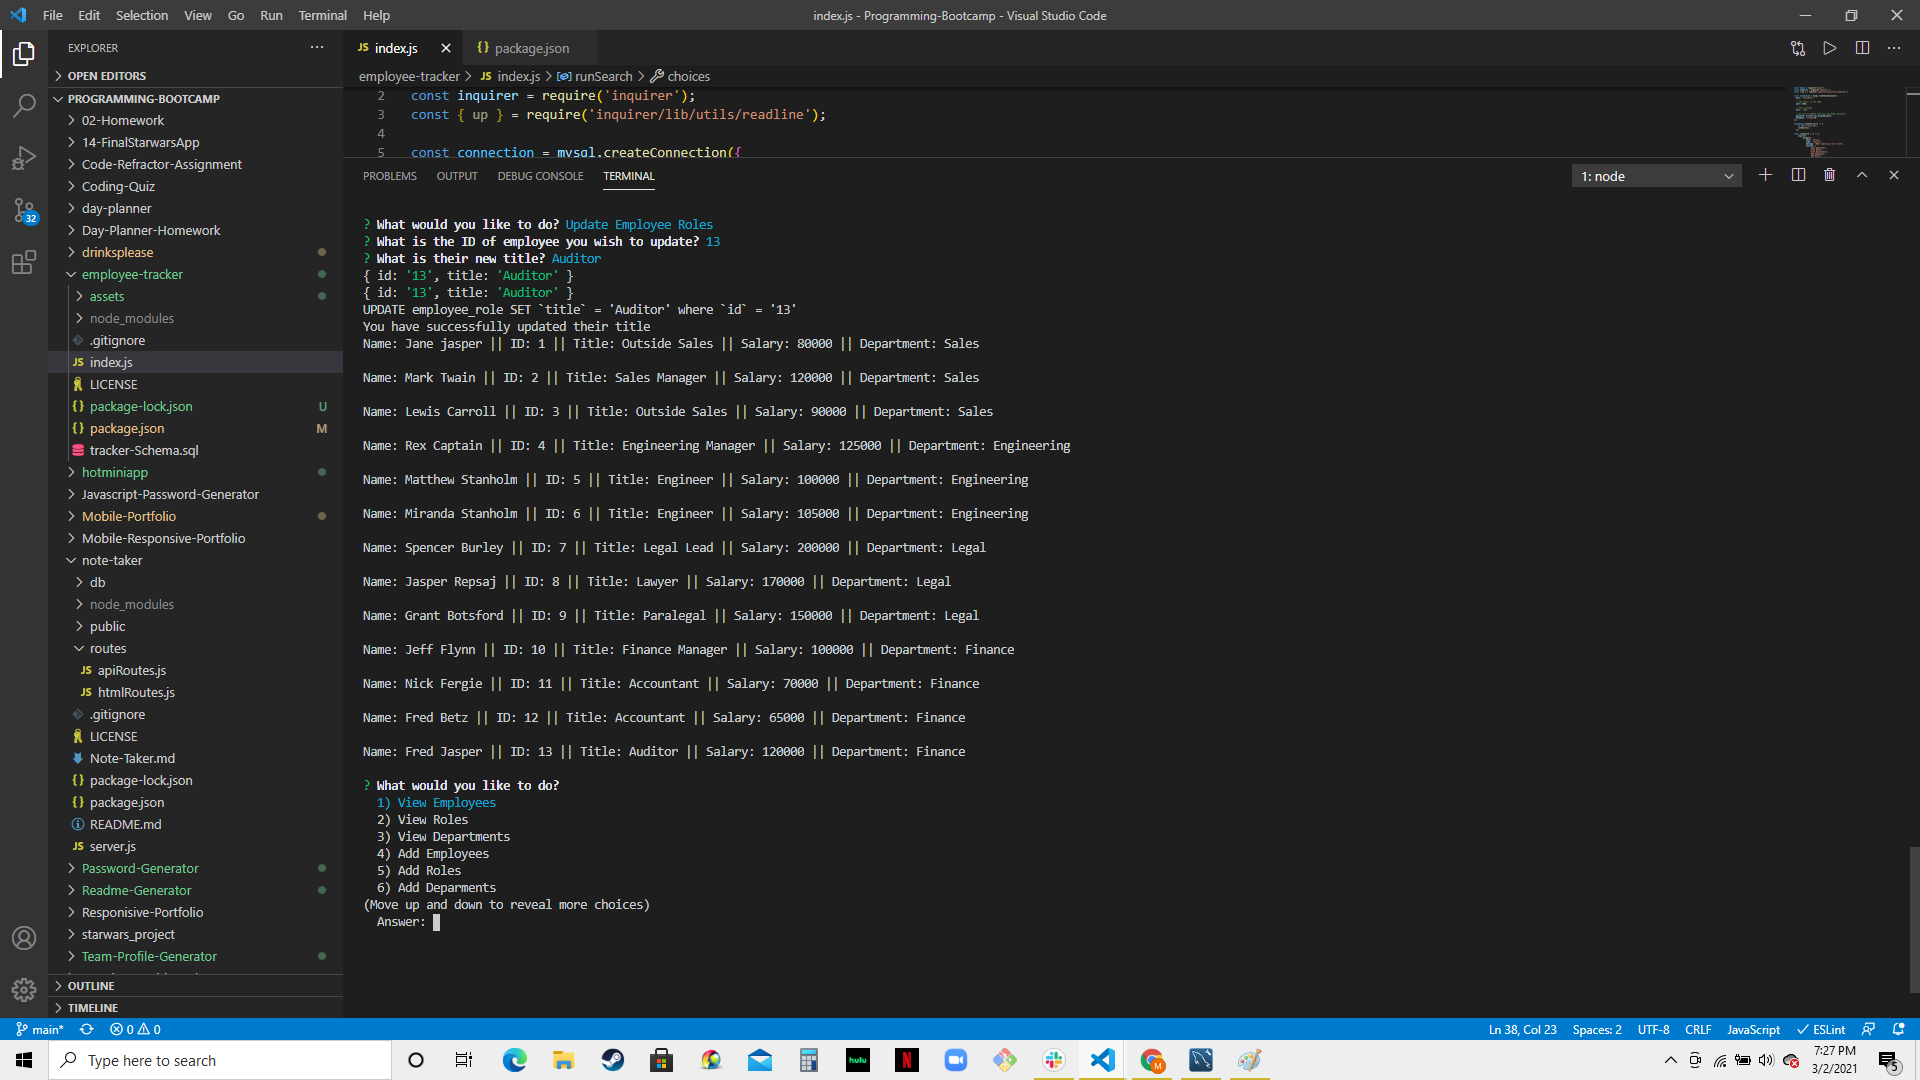 File Edit Selection View Go Run Terminal Help
index.js - Programming-Bootcamp - Visual Studio Code
EXPLORER
OPEN EDITORS
PROGRAMMING-BOOTCAMP
02-Homework
14-FinalStarwarsApp
Code-Refractor-Assignment
Coding-Quiz
day-planner
Day-Planner-Homework
drinksplease
employee-tracker
assets
node_modules
.gitignore
JS index.js
LICENSE
{} package-lock.json U
{} package.json M
tracker-Schema.sql
hotminiapp
Javascript-Password-Generator
Mobile-Portfolio
Mobile-Responsive-Portfolio
note-taker
db
node_modules
public
routes
JS apiRoutes.js
JS htmlRoutes.js
.gitignore
LICENSE
Note-Taker.md
{} package-lock.json
{} package.json
README.md
JS server.js
Password-Generator
Readme-Generator
Responisive-Portfolio
starwars_project
Team-Profile-Generator
OUTLINE
TIMELINE
32
JS index.js
{} package.json
employee-tracker > JS index.js > runSearch > choices
2 const inquirer = require('inquirer');
3 const { up } = require('inquirer/lib/utils/readline');
4
5 const connection = mysql.createConnection({
PROBLEMS OUTPUT DEBUG CONSOLE TERMINAL
1: node
? What would you like to do? Update Employee Roles
? What is the ID of employee you wish to update? 13
? What is their new title? Auditor
{ id: '13', title: 'Auditor' }
{ id: '13', title: 'Auditor' }
UPDATE employee_role SET `title` = 'Auditor' where `id` = '13'
You have successfully updated their title
Name: Jane jasper || ID: 1 || Title: Outside Sales || Salary: 80000 || Department: Sales
Name: Mark Twain || ID: 2 || Title: Sales Manager || Salary: 120000 || Department: Sales
Name: Lewis Carroll || ID: 3 || Title: Outside Sales || Salary: 90000 || Department: Sales
Name: Rex Captain || ID: 4 || Title: Engineering Manager || Salary: 125000 || Department: Engineering
Name: Matthew Stanholm || ID: 5 || Title: Engineer || Salary: 100000 || Department: Engineering
Name: Miranda Stanholm || ID: 6 || Title: Engineer || Salary: 105000 || Department: Engineering
Name: Spencer Burley || ID: 7 || Title: Legal Lead || Salary: 200000 || Department: Legal
Name: Jasper Repsaj || ID: 8 || Title: Lawyer || Salary: 170000 || Department: Legal
Name: Grant Botsford || ID: 9 || Title: Paralegal || Salary: 150000 || Department: Legal
Name: Jeff Flynn || ID: 10 || Title: Finance Manager || Salary: 100000 || Department: Finance
Name: Nick Fergie || ID: 11 || Title: Accountant || Salary: 70000 || Department: Finance
Name: Fred Betz || ID: 12 || Title: Accountant || Salary: 65000 || Department: Finance
Name: Fred Jasper || ID: 13 || Title: Auditor || Salary: 120000 || Department: Finance
? What would you like to do?
1) View Employees
2) View Roles
3) View Departments
4) Add Employees
5) Add Roles
6) Add Deparments
(Move up and down to reveal more choices)
Answer:
main* 0 0
Ln 38, Col 23 Spaces: 2 UTF-8 CRLF JavaScript ESLint
Type here to search
hulu
N
M
7:27 PM
3/2/2021
5